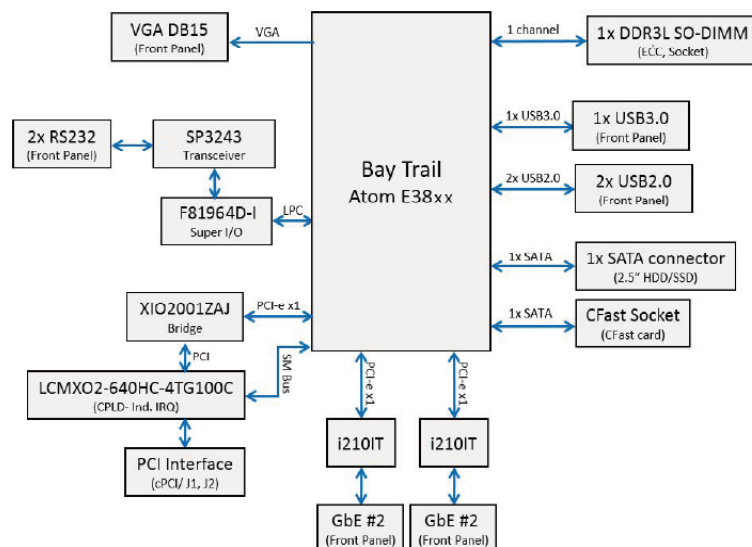 VGA DB15
(Front Panel)
VGA
1 channel
1x DDR3L SO-DIMM
(ECC, Socket)
2x RS232
(Front Panel)
SP3243
Transceiver
1x USB3.0
1x USB3.0
(Front Panel)
Bay Trail
Atom E38xx
2x USB2.0
2x USB2.0
(Front Panel)
F81964D-I
Super I/O
LPC
1x SATA
1x SATA connector
(2.5" HDD/SSD)
XIO2001ZAJ
Bridge
PCI-e x1
1x SATA
CFast Socket
(CFast card)
PCI
SM Bus
PCI-e x1
PCI-e x1
LCMXO2-640HC-4TG100C
(CPLD- Ind. IRQ)
i210IT
i210IT
PCI Interface
(cPCI/ J1, J2)
GbE #2
(Front Panel)
GbE #2
(Front Panel)